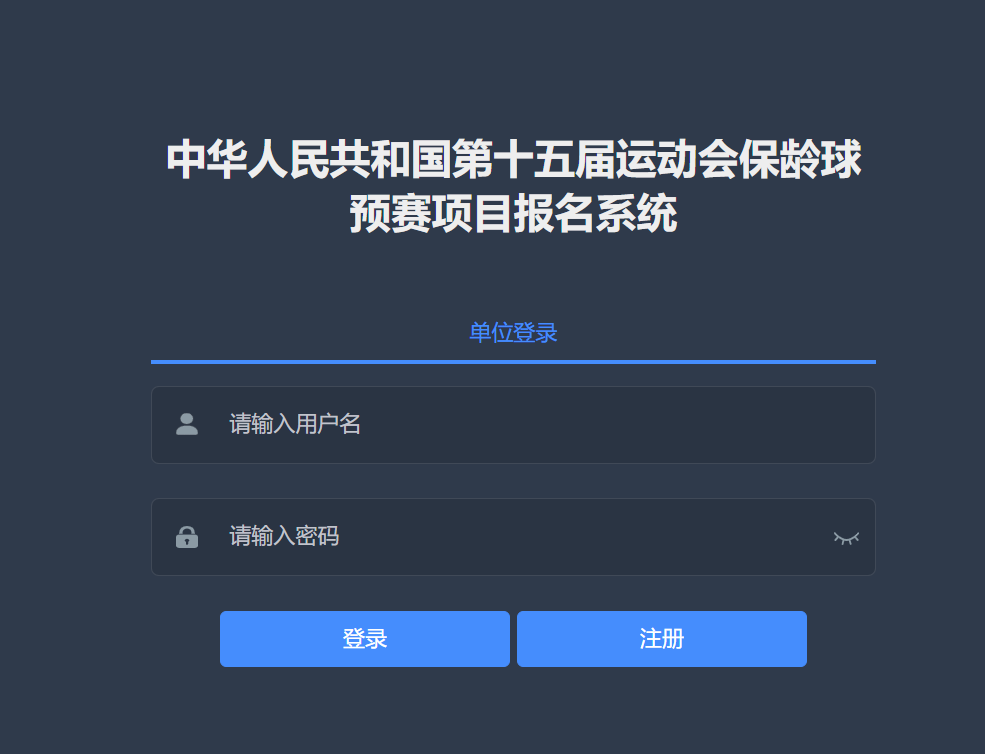 中华人民共和国第十五届运动会保龄球
预赛项目报名系统
单位登录
请输入用户名
请输入密码
登录 注册